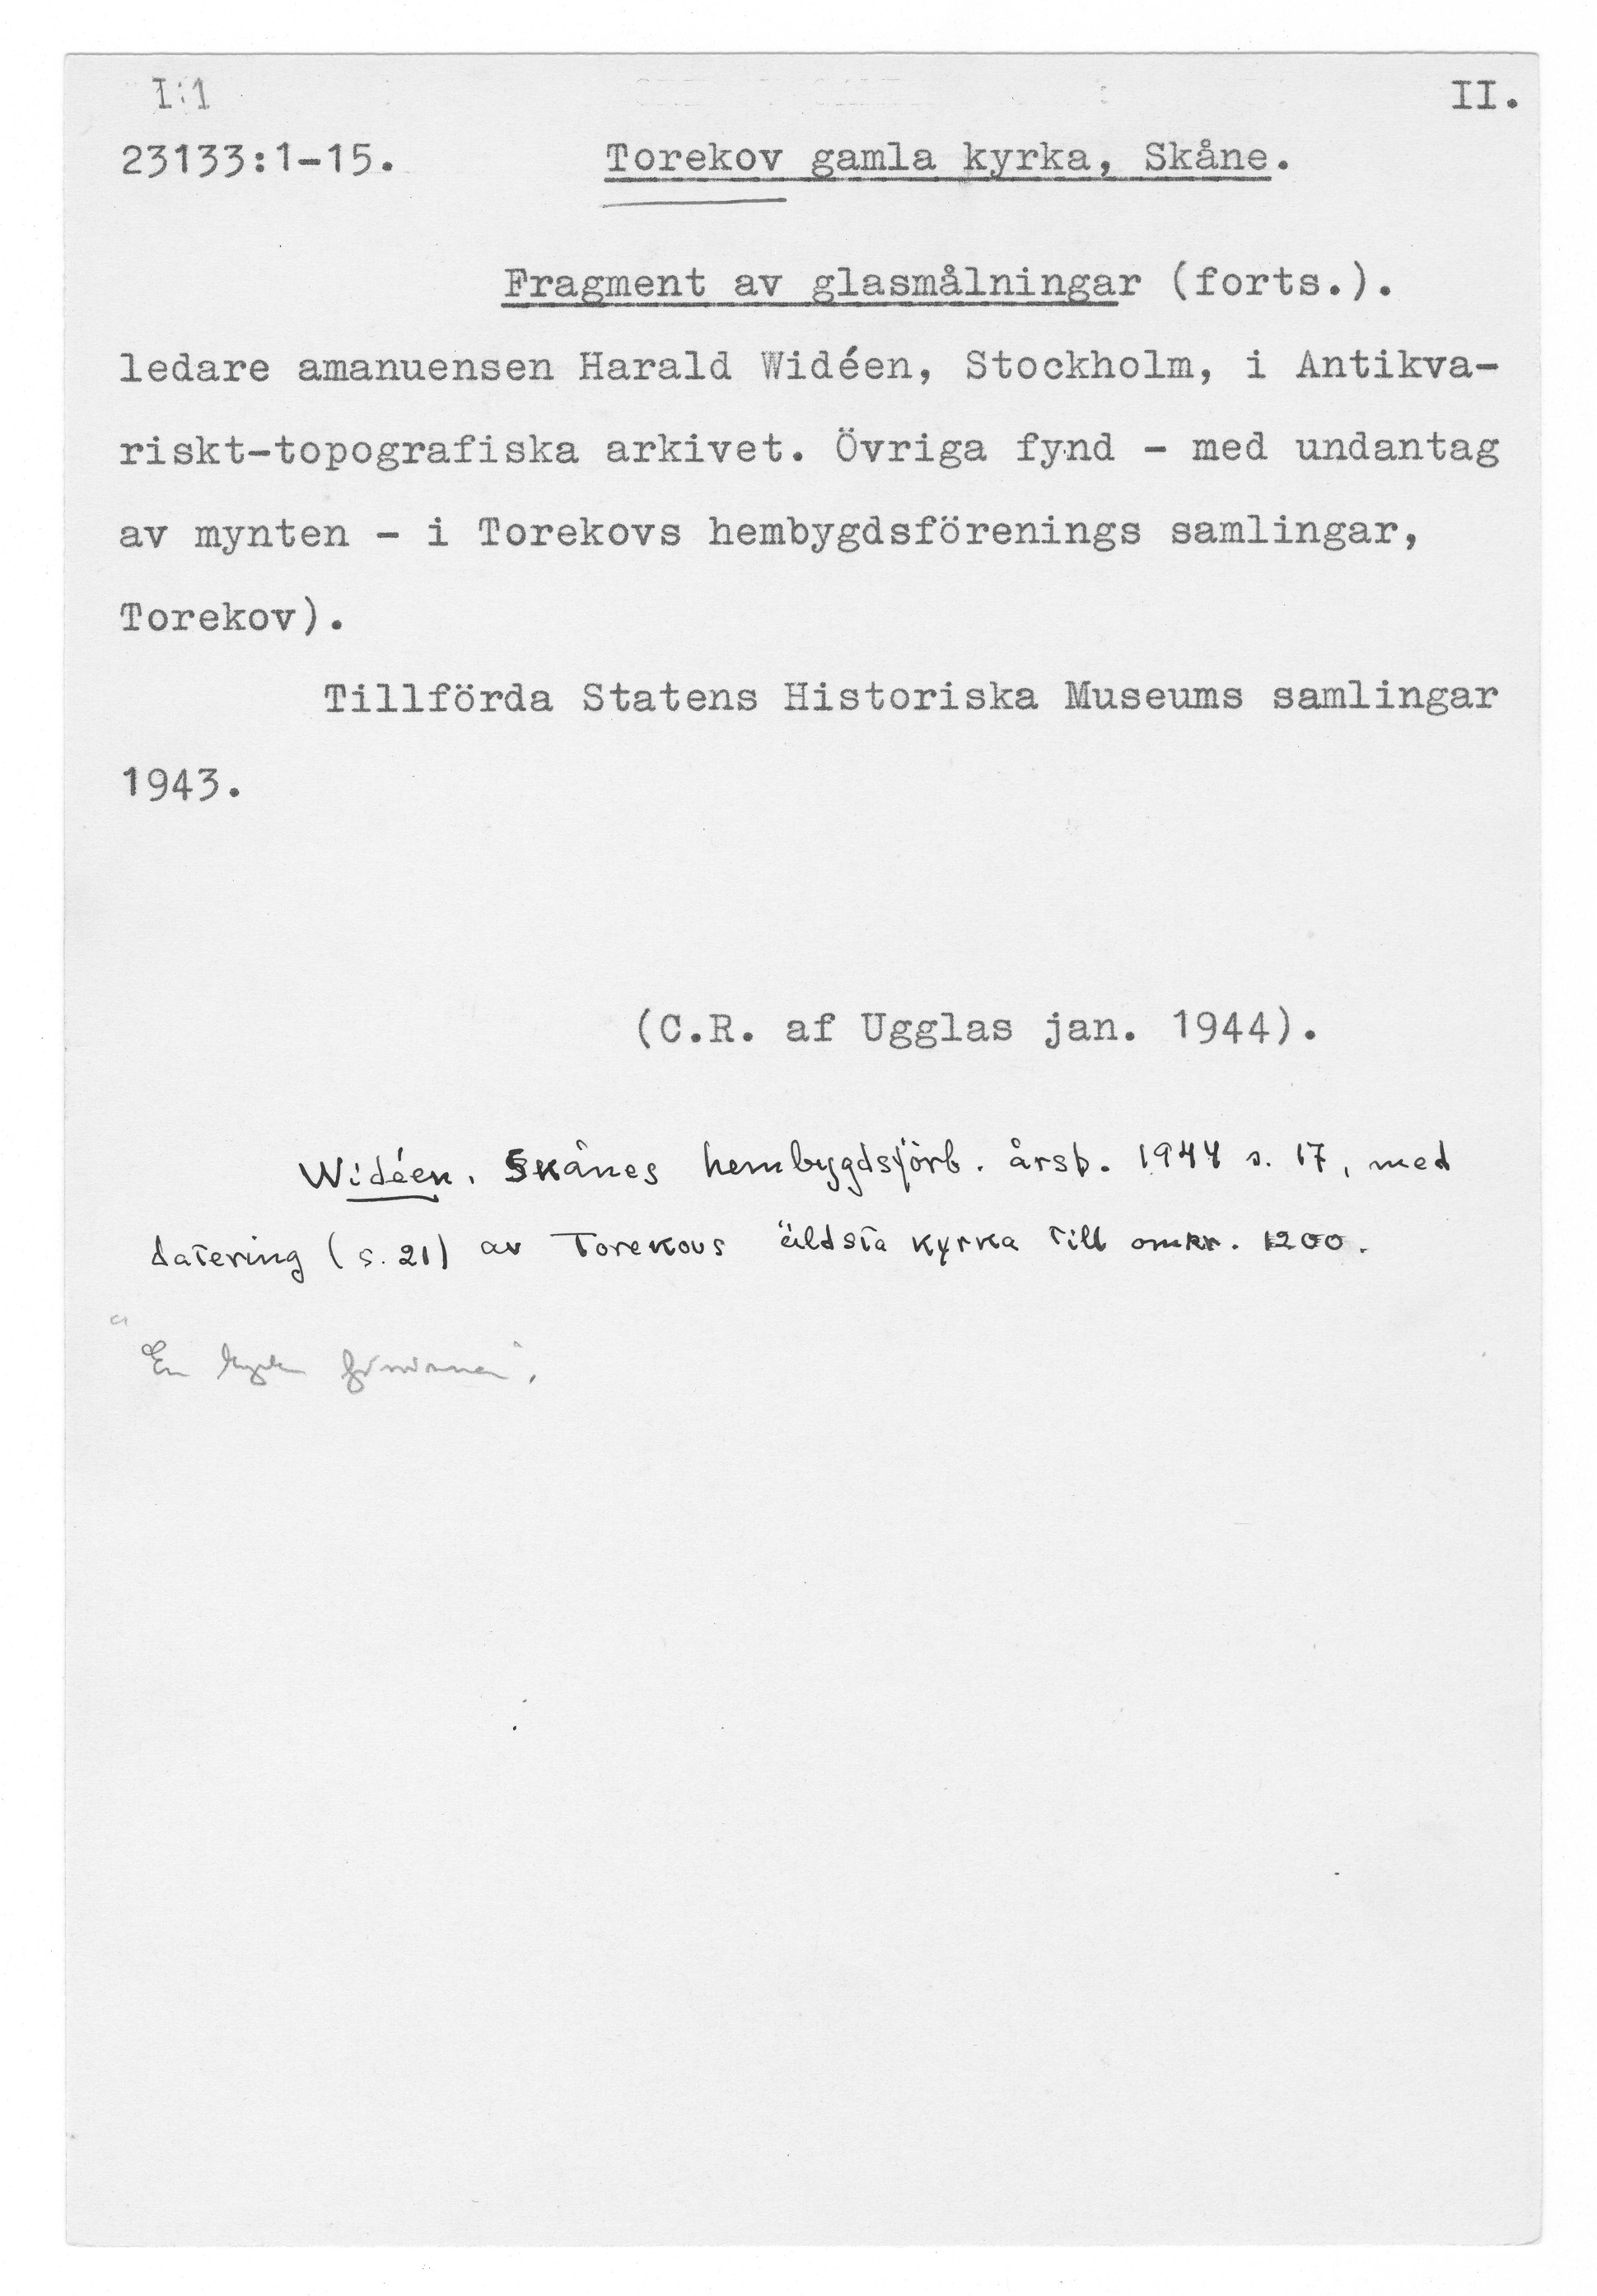 I:1 II.
23133:1-15. Torekov gamla kyrka, Skåne.
Fragment av glasmålningar (forts.).
ledare amanuensen Harald Widéen, Stockholm, i Antikva-
riskt-topografiska arkivet. Övriga fynd - med undantag
av mynten - i Torekovs hembygdsförenings samlingar,
Torekov).
Tillförda Statens Historiska Museums samlingar
1943.
(C.R. af Ugglas jan. 1944).
Widéen, Skånes hembygdsförb. årsb. 1944 s. 17, med
datering (s. 21) av Torekovs äldsta kyrka till omkr. 1200.
"En